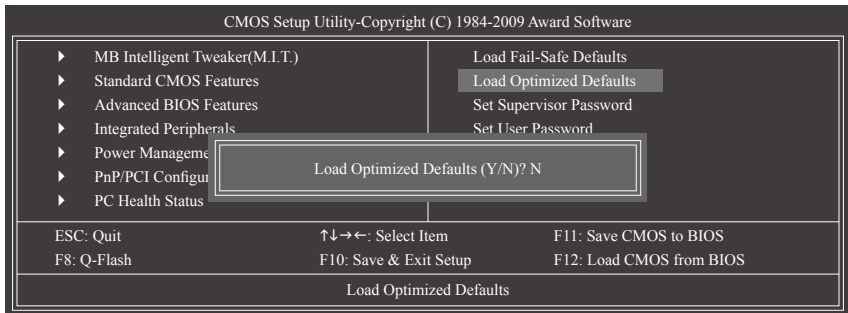 CMOS Setup Utility-Copyright (C) 1984-2009 Award Software
MB Intelligent Tweaker(M.I.T.)
Standard CMOS Features
Advanced BIOS Features
Integrated Peripherals
Power
PnP/PCI
PC Health Status
Load Fail-Safe Defaults
Load Optimized Defaults
Set Supervisor Password
Set User Password
Load Optimized Defaults (Y/N)? N
ESC: Quit ↑↓→←: Select Item F11: Save CMOS to BIOS
F8: Q-Flash F10: Save & Exit Setup F12: Load CMOS from BIOS
Load Optimized Defaults